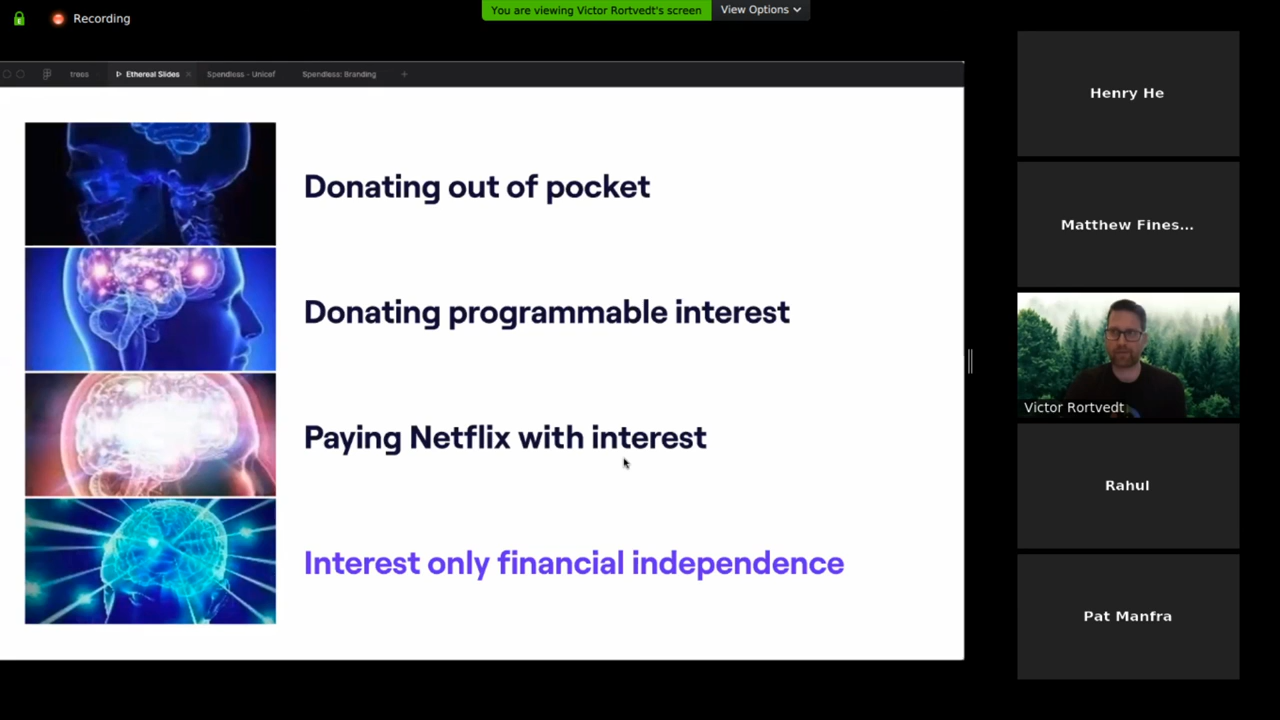 Recording
You are viewing Victor Rortvedt's screen
View Options
trees
Ethereal Slides
Spendless - Unicef
Spendless: Branding
Donating out of pocket
Donating programmable interest
Paying Netflix with interest
Interest only financial independence
Henry He
Matthew Fines...
Victor Rortvedt
Rahul
Pat Manfra